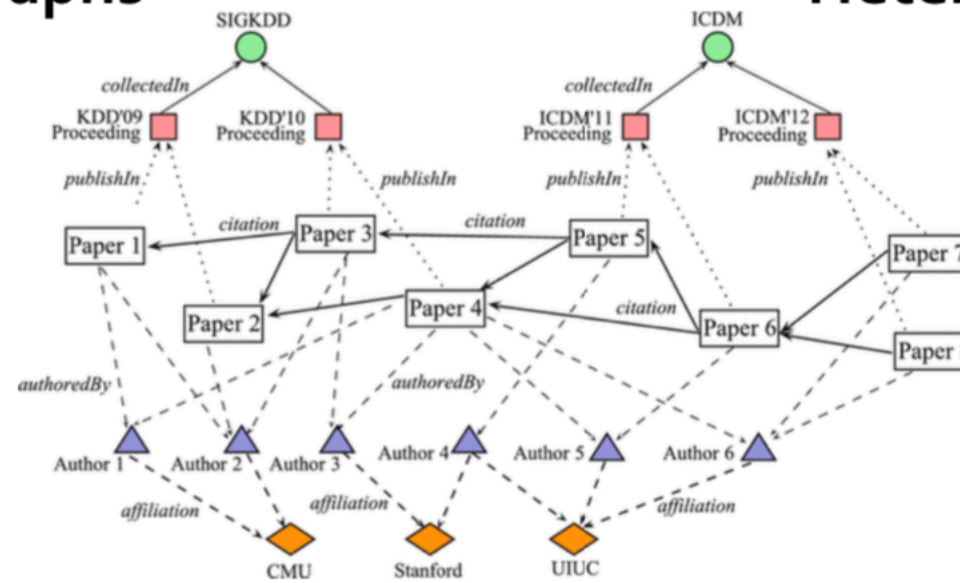 SIGKDD
ICDM
collectedIn
collectedIn
KDD'09
Proceeding
KDD'10
Proceeding
ICDM'11
Proceeding
ICDM'12
Proceeding
publishIn
publishIn
publishIn
publishIn
citation
citation
Paper 1
Paper 3
Paper 5
Paper 7
Paper 2
Paper 4
citation
Paper 6
Paper
authoredBy
authoredBy
Author 1
Author 2
Author 3
Author 4
Author 5
Author 6
affiliation
affiliation
affiliation
CMU
Stanford
UIUC